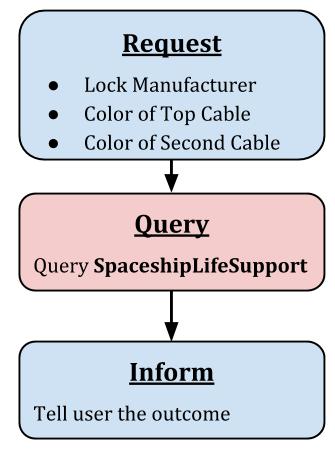 Request
● Lock Manufacturer
● Color of Top Cable
● Color of Second Cable
Query
Query SpaceshipLifeSupport
Inform
Tell user the outcome